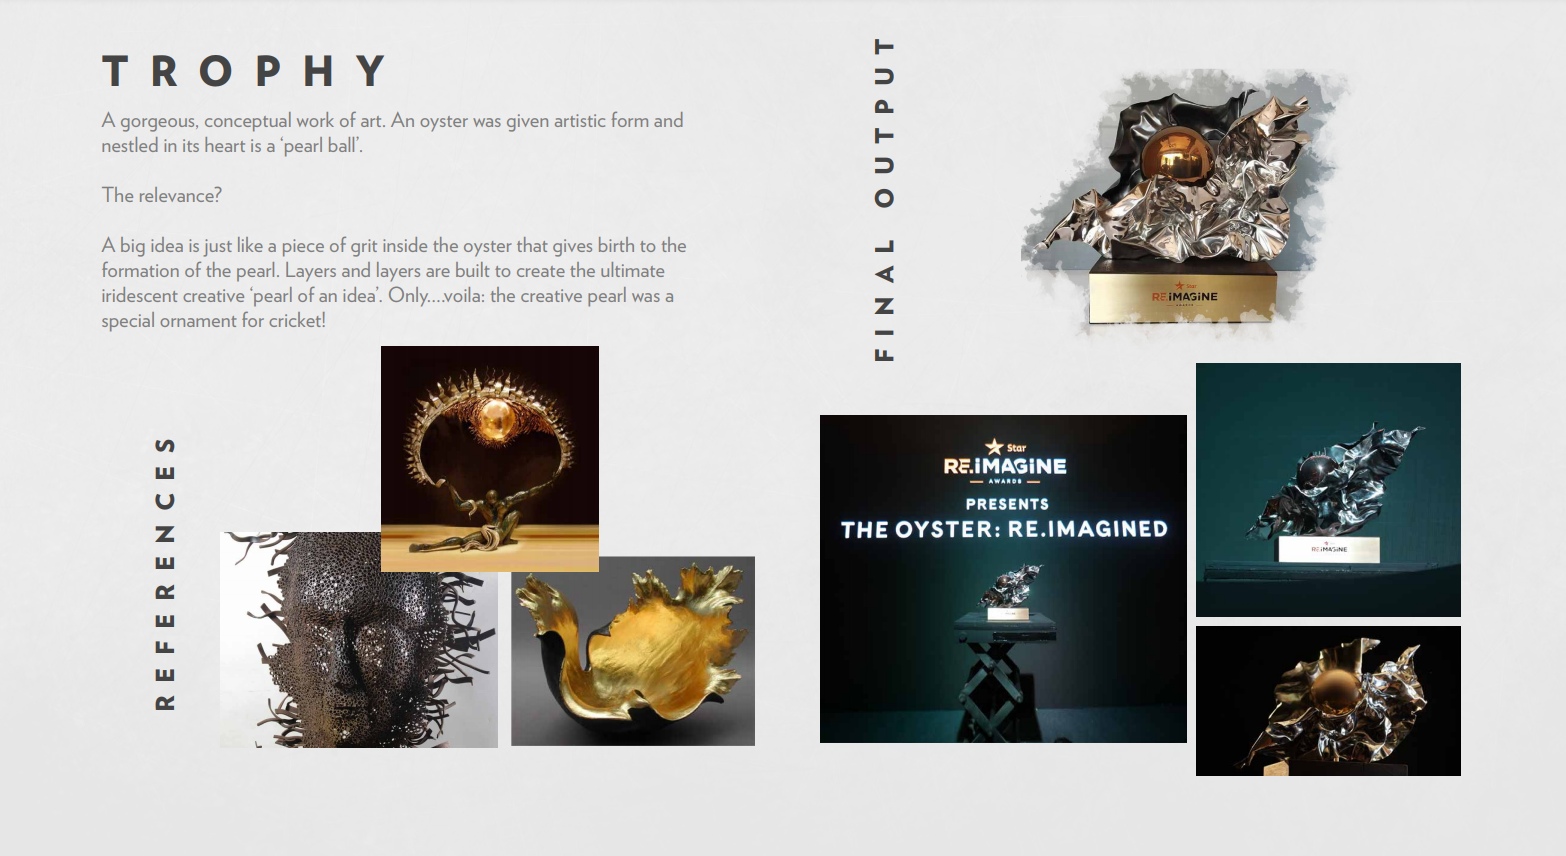 TROPHY
A gorgeous, conceptual work of art. An oyster was given artistic form and
nestled in its heart is a ‘pearl ball’.
The relevance?
A big idea is just like a piece of grit inside the oyster that gives birth to the
formation of the pearl. Layers and layers are built to create the ultimate
iridescent creative ‘pearl of an idea’. Only....voila: the creative pearl was a
special ornament for cricket!
REFERENCES
FINAL OUTPUT
Star
RE.iMAGiNE
AWARDS
Star
RE.iMAGiNE
AWARDS
PRESENTS
THE OYSTER: RE.IMAGINED
RE.iMAGiNE